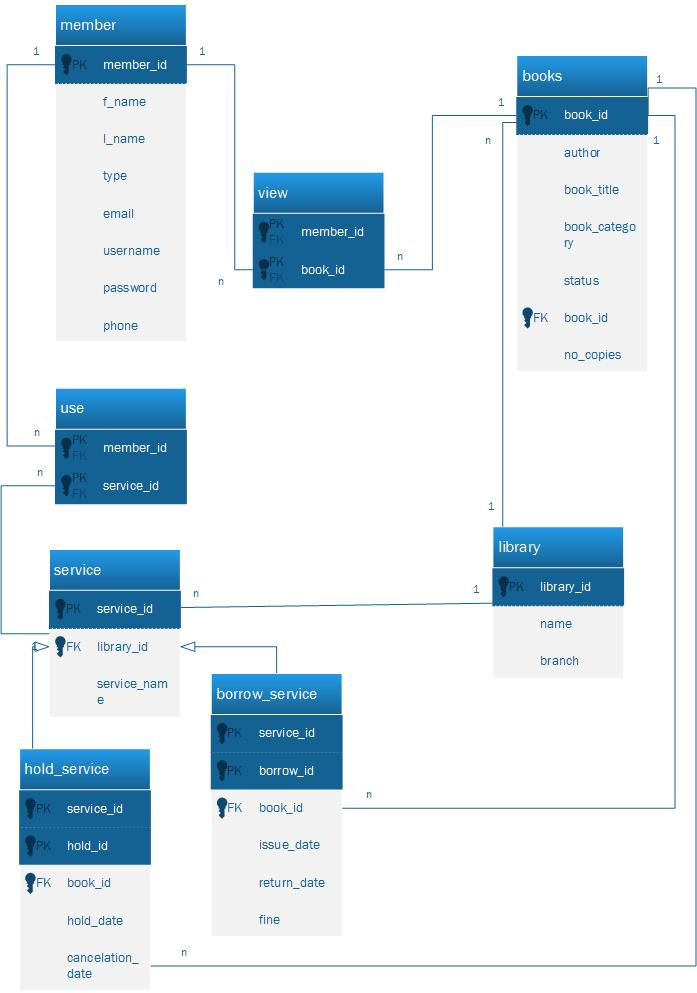 member
1
PK member_id
1
f_name
l_name
type
email
username
password
phone
view
PK
FK
member_id
PK
FK
book_id
n
n
books
1
1
PK book_id
n
1
author
book_title
book_catego
ry
status
FK book_id
no_copies
use
n
PK
FK
member_id
n
PK
FK
service_id
1
library
1
PK library_id
name
branch
service
n
PK service_id
FK library_id
service_nam
e
borrow_service
PK service_id
PK borrow_id
n
FK book_id
issue_date
return_date
fine
hold_service
PK service_id
PK hold_id
FK book_id
hold_date
n
cancelation_
date